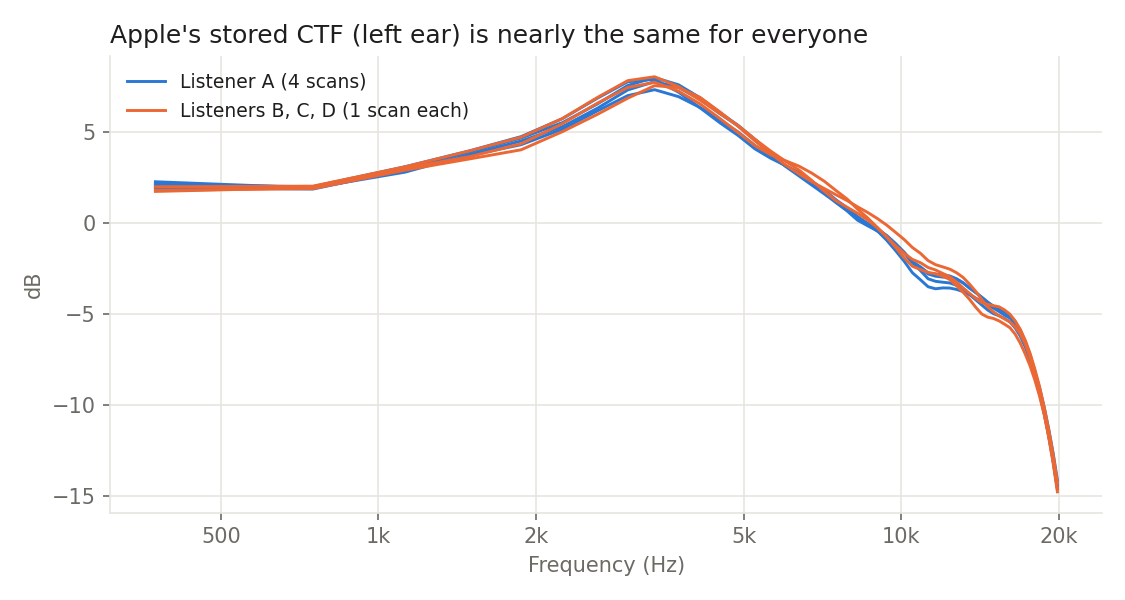 Apple's stored CTF (left ear) is nearly the same for everyone
Listener A (4 scans)
Listeners B, C, D (1 scan each)
5
0
−5
−10
−15
dB
500
1k
2k
5k
10k
20k
Frequency (Hz)